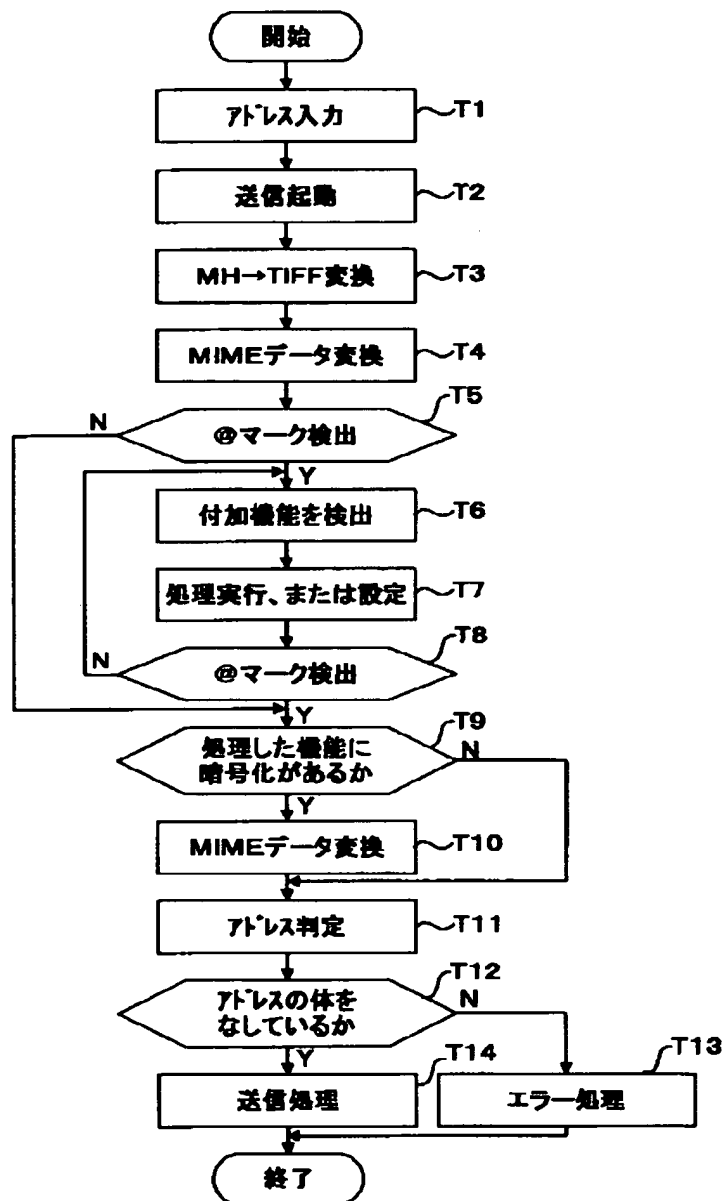 開始
アドレス入力
T1
送信起動
T2
MH→TIFF変換
T3
MIMEデータ変換
T4
T5
N
@マーク検出
Y
付加機能を検出
T6
処理実行、または設定
T7
T8
N
@マーク検出
Y
T9
処理した機能に
暗号化があるか
N
Y
MIMEデータ変換
T10
アドレス判定
T11
T12
アドレスの体を
なしているか
N
Y
T14
T13
送信処理
エラー処理
終了